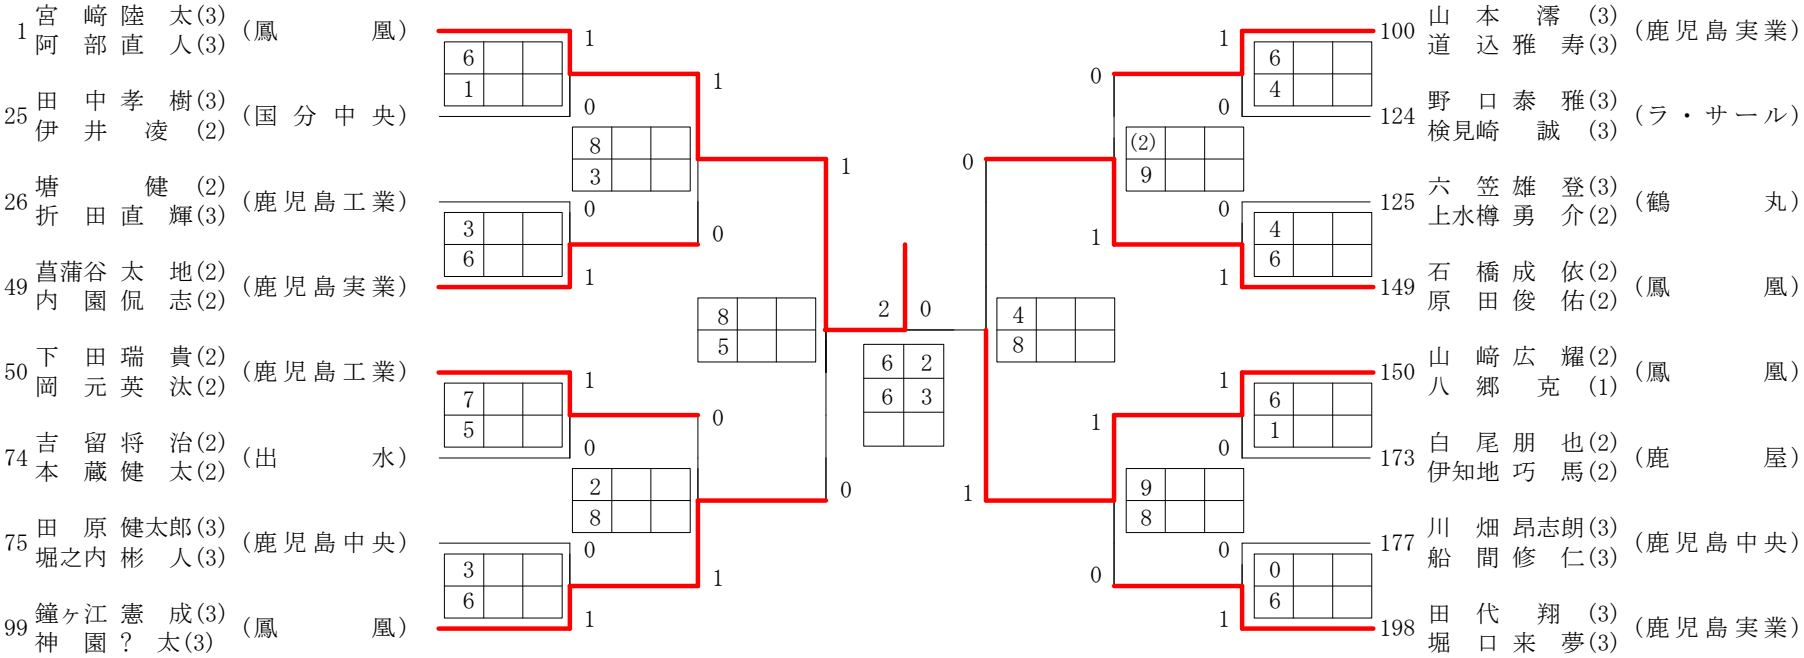 1 宮﨑陸太(3) (鳳凰)
阿部直人(3)
6
1
1
0
25 田中孝樹(3) (国分中央)
伊井凌(2)
1
8
3
26 塘健(2) (鹿児島工業)
折田直輝(3)
0
3
6
1
0
49 菖蒲谷太地(2) (鹿児島実業)
内園侃志(2)
1
8
5
50 下田瑞貴(2) (鹿児島工業)
岡元英汰(2)
1
7
5
0
0
74 吉留将治(2) (出水)
本蔵健太(2)
2
8
0
75 田原健太郎(3) (鹿児島中央)
堀之内彬人(3)
0
3
6
1
1
99 鐘ヶ江憲成(3) (鳳凰)
神園?太(3)
2 0
6 2
6 3
100 山本澪(3) (鹿児島実業)
道込雅寿(3)
1
6
4
0
0
124 野口泰雅(3) (ラ・サール)
検見崎誠(3)
(2)
9
0
125 六笠雄登(3) (鶴丸)
上水樽勇介(2)
0
4
6
1
1
149 石橋成依(2) (鳳凰)
原田俊佑(2)
4
8
150 山﨑広耀(2) (鳳凰)
八郷克(1)
1
6
1
0
1
173 白尾朋也(2) (鹿屋)
伊知地巧馬(2)
9
8
1
177 川畑昂志朗(3) (鹿児島中央)
船間修仁(3)
0
0
6
1
0
198 田代翔(3) (鹿児島実業)
堀口来夢(3)